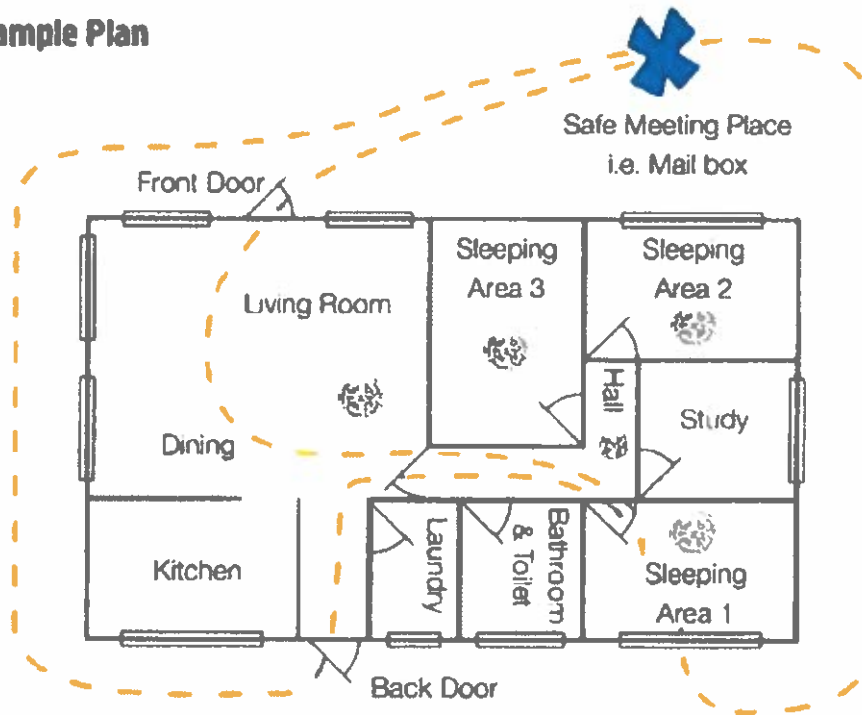 ample Plan
Safe Meeting Place
i.e. Mail box
Front Door
Sleeping
Area 3
Sleeping
Area 2
Living Room
Hall
Study
Dining
Kitchen
Laundry
Bathroom
& Toilet
Sleeping
Area 1
Back Door